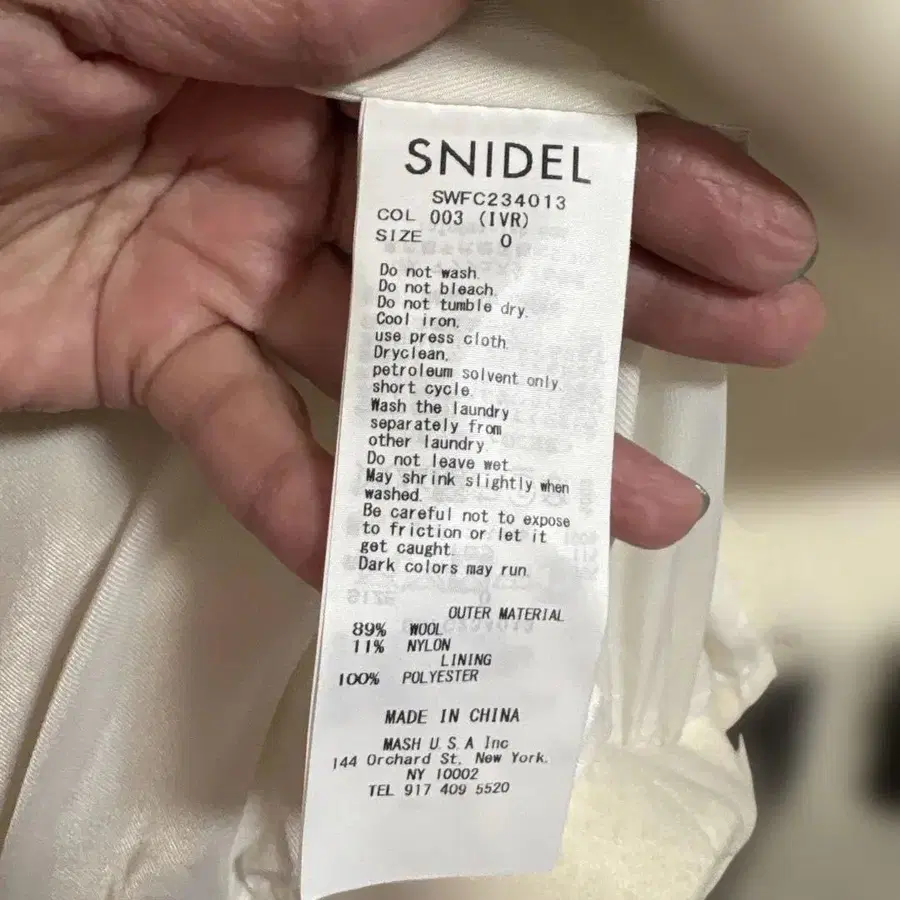 SNIDEL
SWFC234013
COL 003 (IVR)
SIZE 0
Do not wash.
Do not bleach.
Do not tumble dry.
Cool iron.
use press cloth.
Dryclean.
petroleum solvent only.
short cycle.
Wash the laundry
separately from
other laundry.
Do not leave wet.
May shrink slightly when
washed.
Be careful not to expose
to friction or let it
get caught.
Dark colors may run.
OUTER MATERIAL
89% WOOL
11% NYLON
LINING
100% POLYESTER
MADE IN CHINA
MASH U.S.A Inc
144 Orchard St. New York.
NY 10002
TEL 917 409 5520